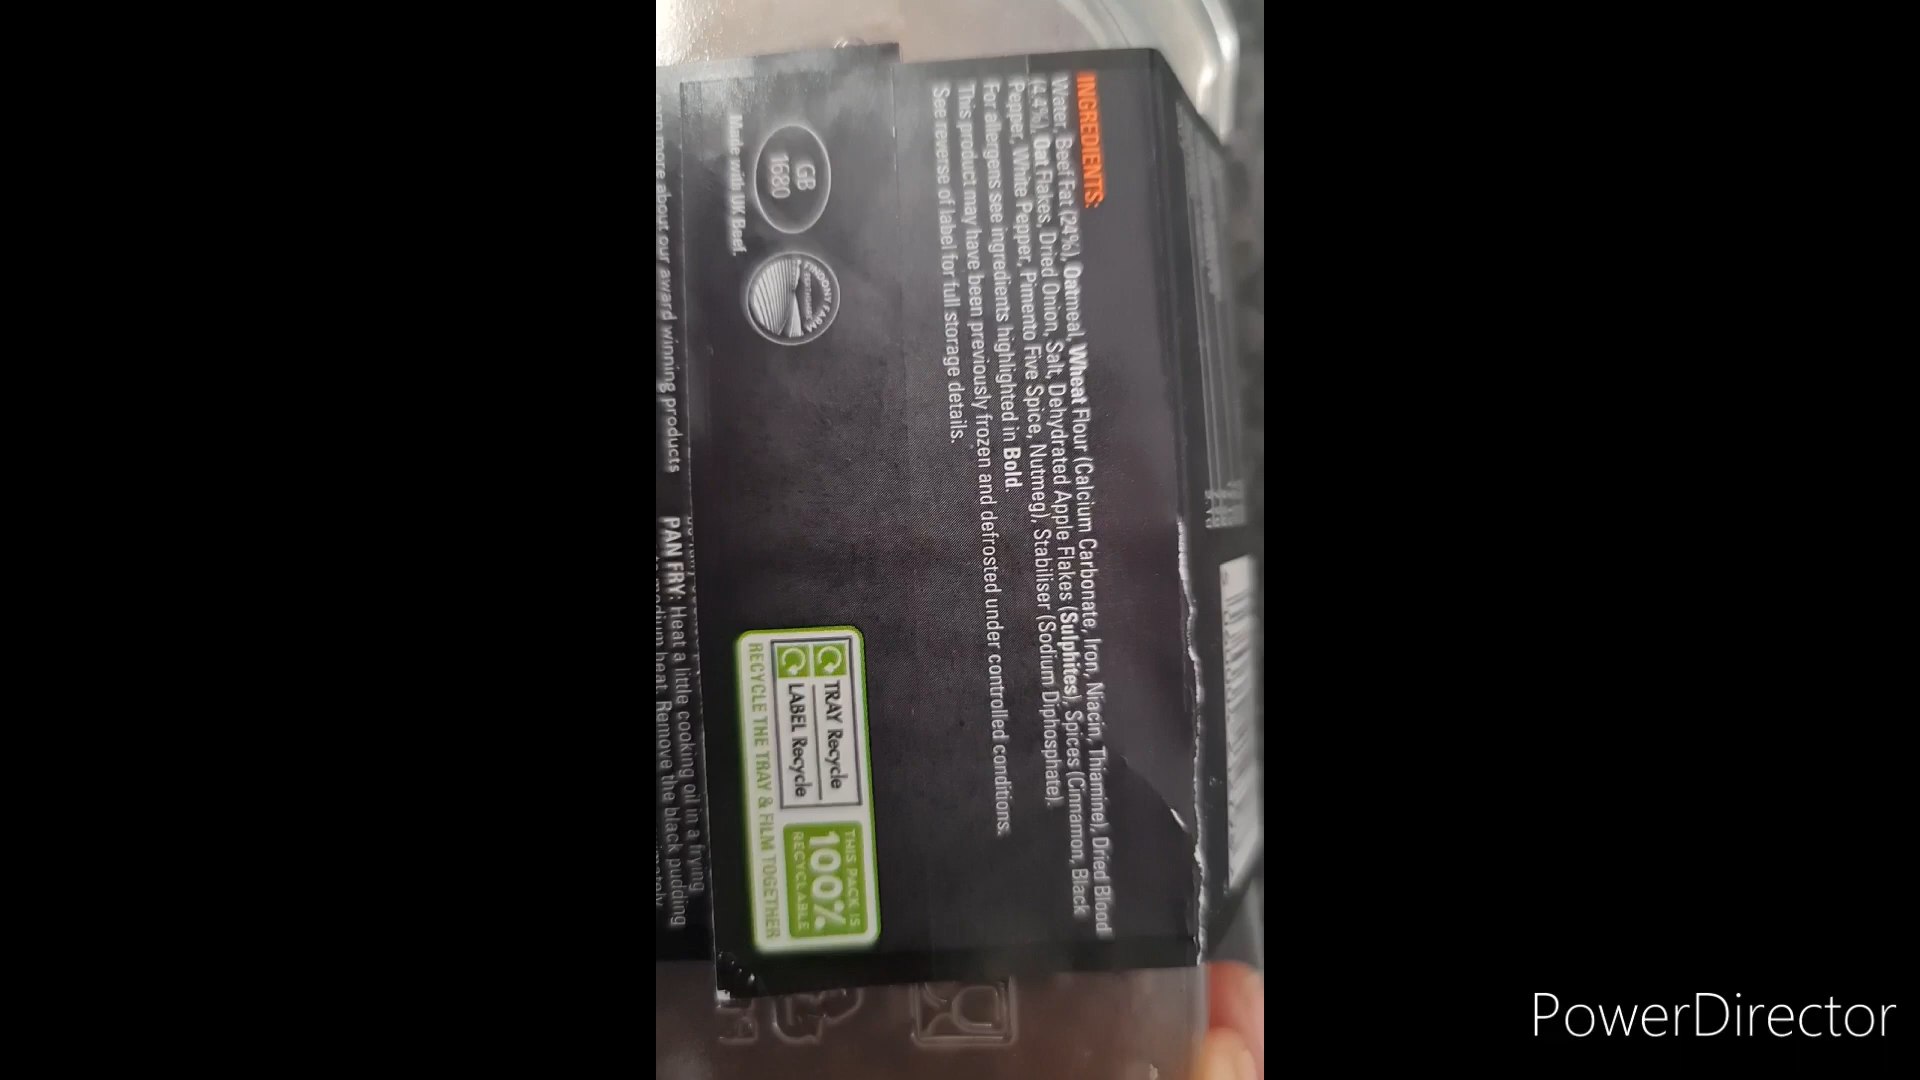 INGREDIENTS:
Water, Beef Fat (24%), Oatmeal, Wheat Flour (Calcium Carbonate, Iron, Niacin, Thiamine), Dried Blood
(4.4%), Oat Flakes, Dried Onion, Salt, Dehydrated Apple Flakes (Sulphites), Spices (Cinnamon, Black
Pepper, White Pepper, Pimento Five Spice, Nutmeg), Stabiliser (Sodium Diphosphate).
For allergens see ingredients highlighted in Bold.
This product may have been previously frozen and defrosted under controlled conditions.
See reverse of label for full storage details.
GB
1680
Made with UK Beef.
TRAY Recycle
LABEL Recycle
THIS PACK IS
100%
RECYCLABLE
RECYCLE THE TRAY & FILM TOGETHER
more about our award winning products
PAN FRY: Heat a little cooking oil in a frying
medium heat. Remove the black pudding
PowerDirector